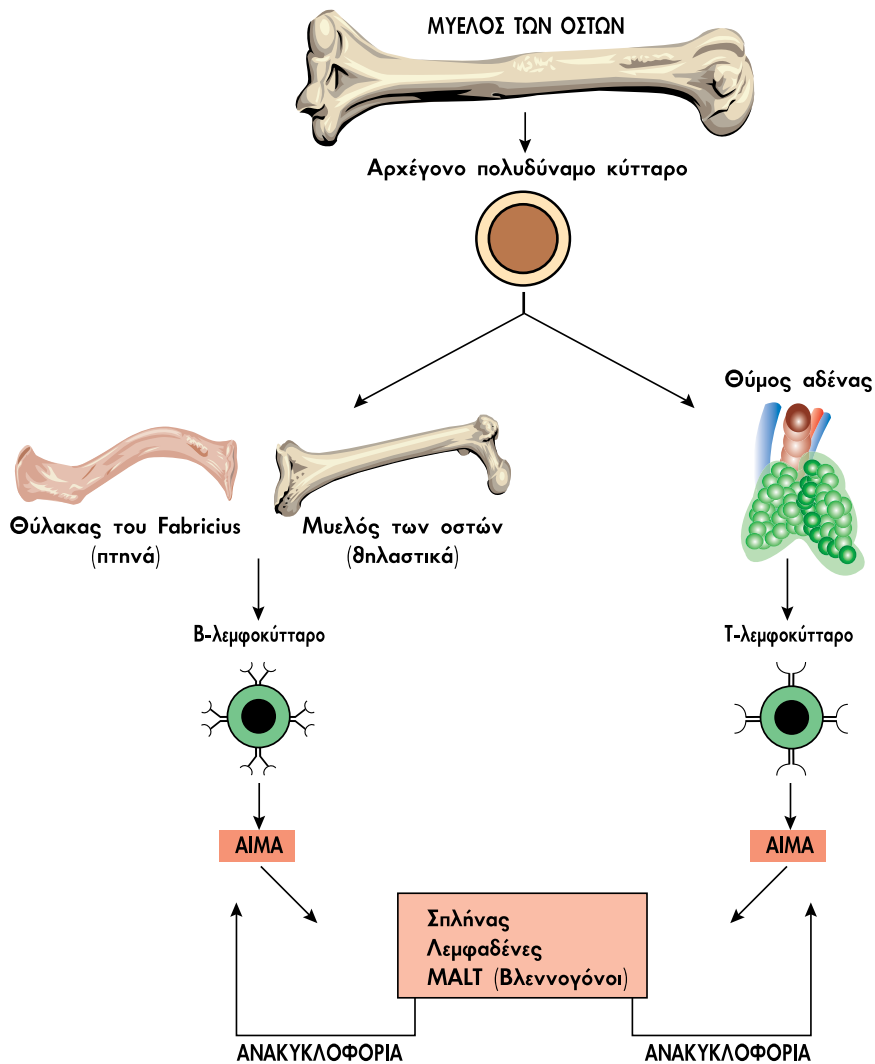 ΜΥΕΛΟΣ ΤΩΝ ΟΣΤΩΝ
Αρχέγονο πολυδύναμο κύτταρο
Θύμος αδένας
Θύλακας του Fabricius
(πτηνά)
Μυελός των οστών
(θηλαστικά)
Β-λεμφοκύτταρο
Τ-λεμφοκύτταρο
ΑΙΜΑ
ΑΙΜΑ
Σπλήνας
Λεμφαδένες
MALT (Βλεννογόνοι)
ΑΝΑΚΥΚΛΟΦΟΡΙΑ
ΑΝΑΚΥΚΛΟΦΟΡΙΑ